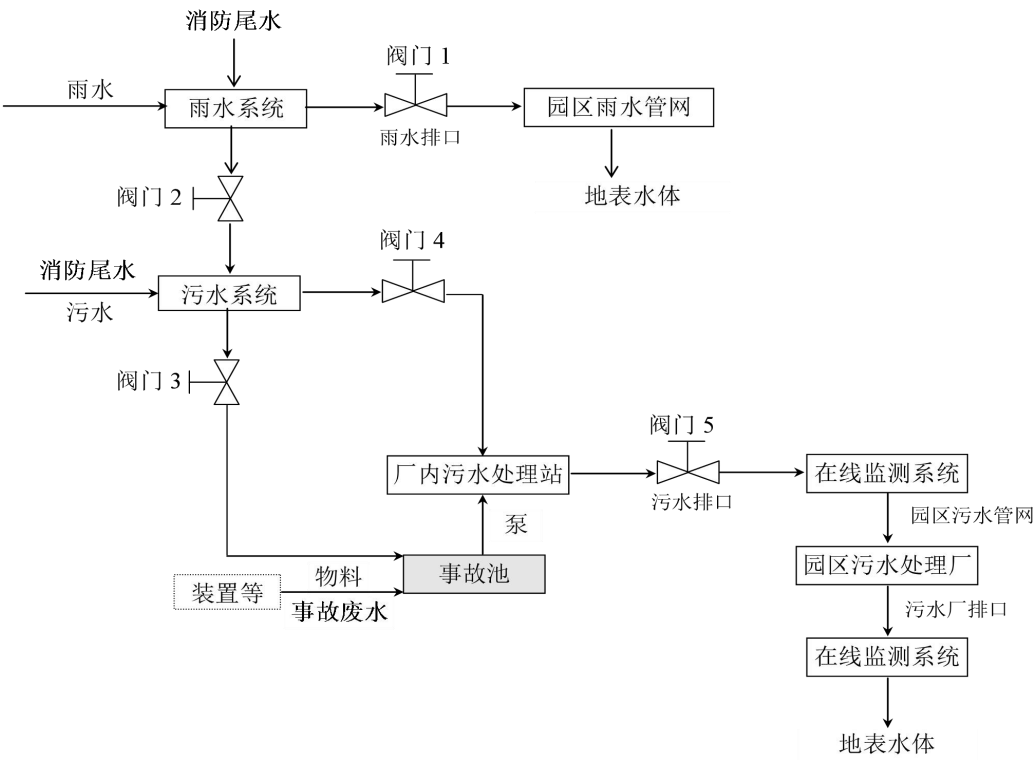 消防尾水
阀门 1
雨水
雨水系统
园区雨水管网
雨水排口
阀门 2
地表水体
阀门 4
消防尾水
污水系统
污水
阀门 3
阀门 5
厂内污水处理站
在线监测系统
污水排口
园区污水管网
泵
园区污水处理厂
事故池
物料
装置等
事故废水
污水厂排口
在线监测系统
地表水体